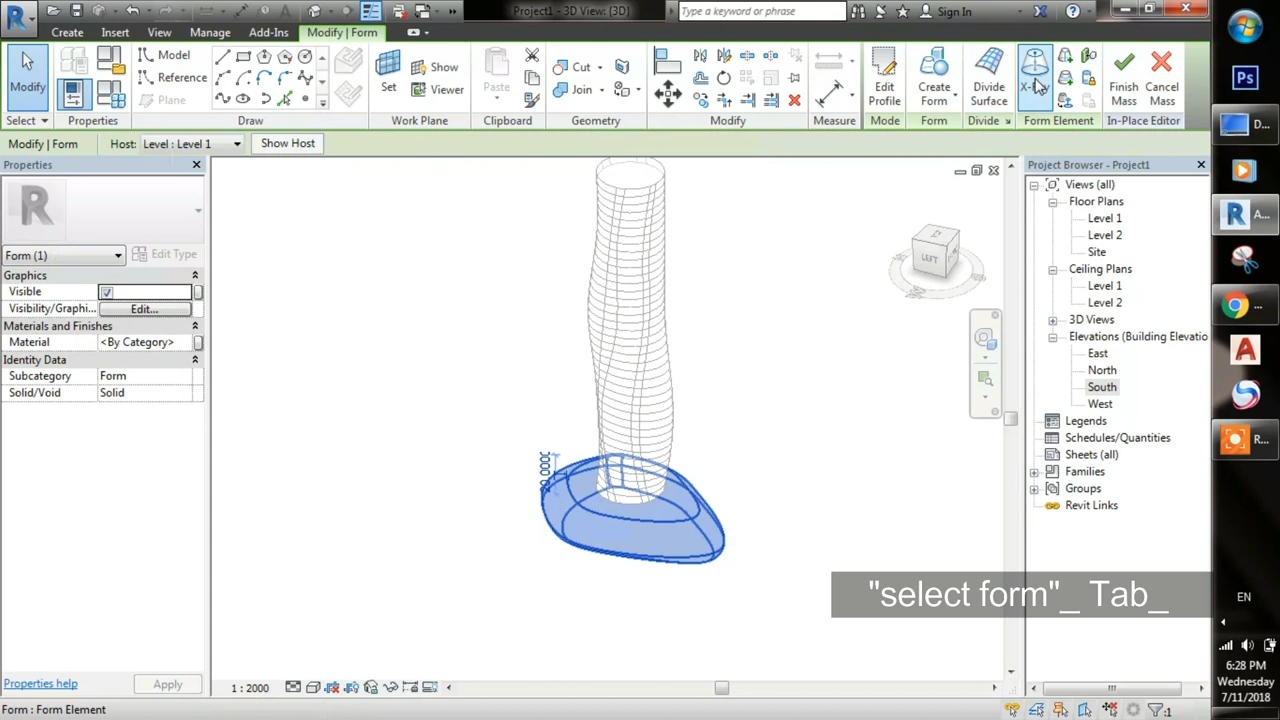 Project1 - 3D View: {3D}
Type a keyword or phrase
Sign In
Create Insert View Manage Add-Ins Modify | Form
Modify
Model
Reference
Plane
Set
Show
Viewer
Paste
Cut
Join
Edit
Profile
Create
Form
Divide
Surface
Finish
Mass
Cancel
Mass
Select Properties Draw Work Plane Clipboard Geometry Modify Measure Mode Form Divide Form Element In-Place Editor
Modify | Form Host: Level : Level 1 Show Host
Properties
Form (1) Edit Type
Graphics
Visible
Visibility/Graphi... Edit...
Materials and Finishes
Material <By Category>
Identity Data
Subcategory Form
Solid/Void Solid
Properties help Apply
LEFT
Project Browser - Project1
Views (all)
Floor Plans
Level 1
Level 2
Site
Ceiling Plans
Level 1
Level 2
3D Views
Elevations (Building Elevatio
East
North
South
West
Legends
Schedules/Quantities
Sheets (all)
Families
Groups
Revit Links
"select form"_ Tab_
1 : 2000
Form : Form Element
:1
Ps
D...
A...
R...
EN
6:28 PM
Wednesday
7/11/2018